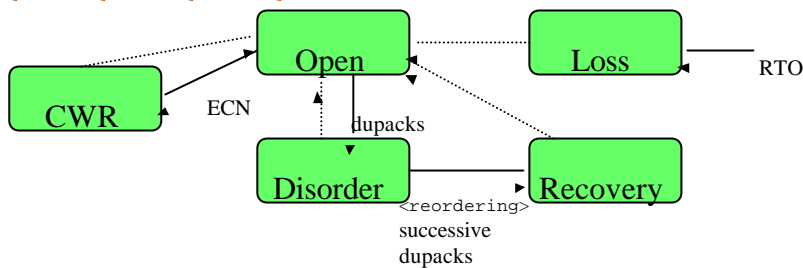 Open
Loss
RTO
CWR
ECN
dupacks
Disorder
Recovery
<reordering>
successive
dupacks